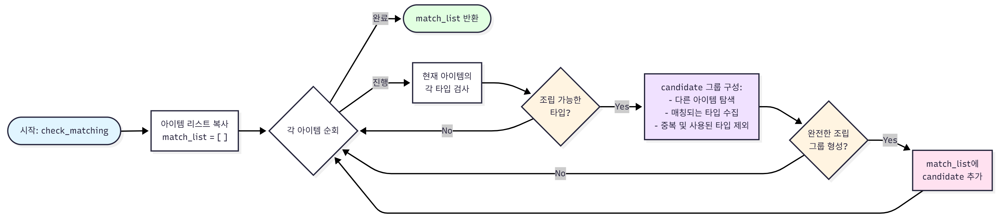 완료
match_list 반환
진행
현재 아이템의
각 타입 검사
시작: check_matching
아이템 리스트 복사
match_list = [ ]
각 아이템 순회
조립 가능한
타입?
No
Yes
candidate 그룹 구성:
- 다른 아이템 탐색
- 매칭되는 타입 수집
- 중복 및 사용된 타입 제외
완전한 조립
그룹 형성?
No
Yes
match_list에
candidate 추가